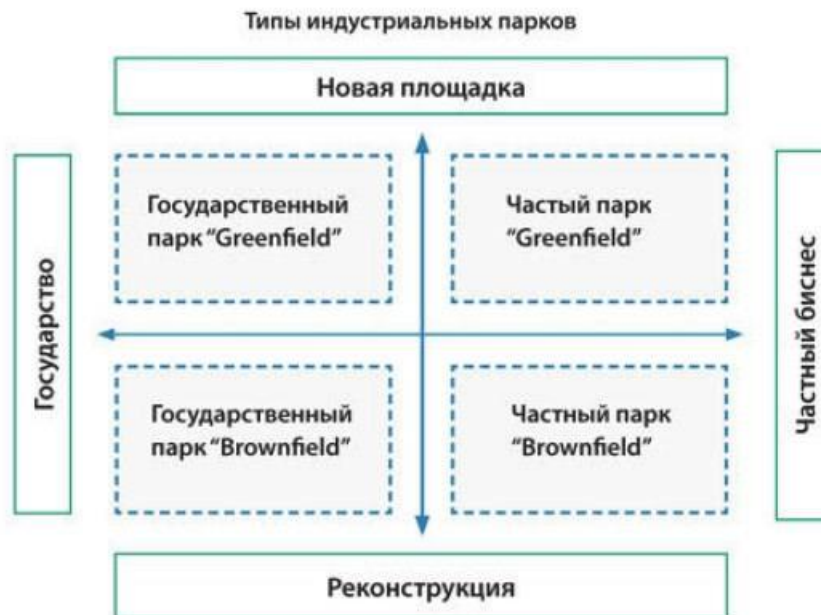 Типы индустриальных парков
Новая площадка
Государство
Государственный
парк “Greenfield”
Частый парк
“Greenfield”
Частный бизнес
Государственный
парк “Brownfield”
Частный парк
“Brownfield”
Реконструкция